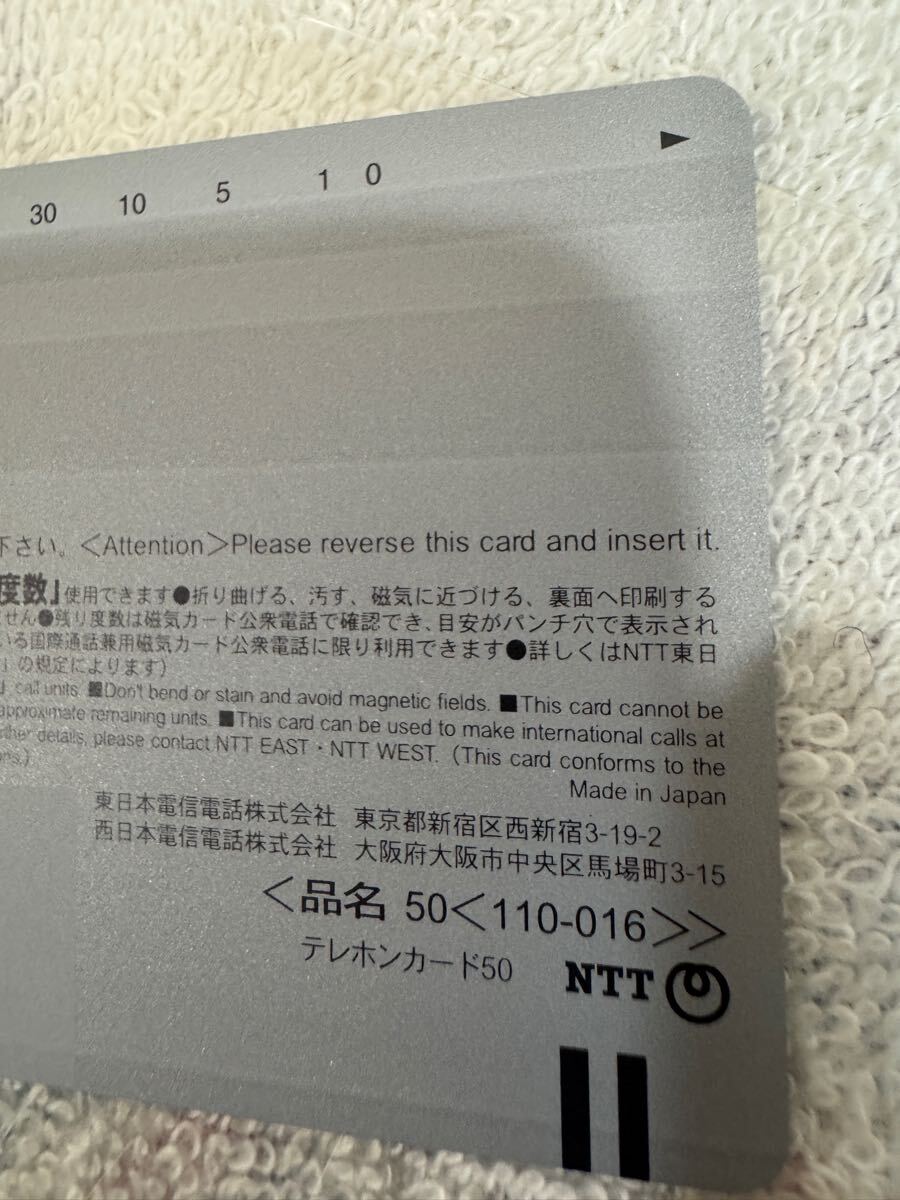 30 10 5 1 0
下さい。<Attention>Please reverse this card and insert it.
度数」使用できます●折り曲げる、汚す、磁気に近づける、裏面へ印刷する
せん●残り度数は磁気カード公衆電話で確認でき、目安がパンチ穴で表示され
いる国際通話兼用磁気カード公衆電話に限り利用できます●詳しくはNTT東日
」の規定によります)
call units. ■Don't bend or stain and avoid magnetic fields. ■This card cannot be
approximate remaining units. ■This card can be used to make international calls at
ther details, please contact NTT EAST・NTT WEST. (This card conforms to the
ons.)
Made in Japan
東日本電信電話株式会社 東京都新宿区西新宿3-19-2
西日本電信電話株式会社 大阪府大阪市中央区馬場町3-15
<品名 50<110-016>>
テレホンカード50
NTT